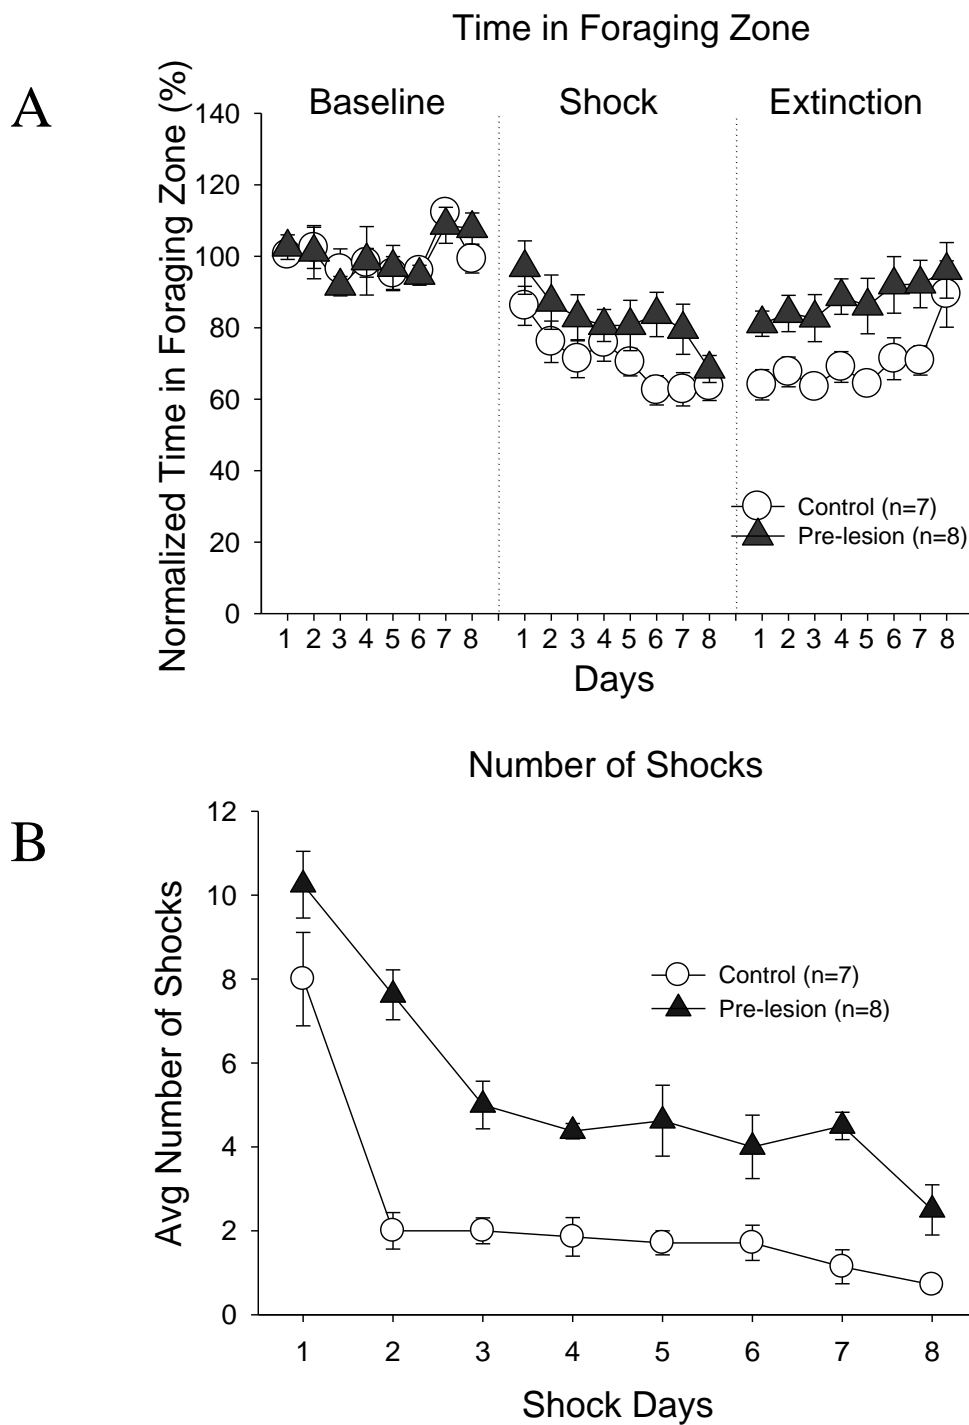 Time in Foraging Zone
A
Normalized Time in Foraging Zone (%)
Baseline Shock Extinction
140
120
100
80
60
40
20
0
Control (n=7)
Pre-lesion (n=8)
1 2 3 4 5 6 7 8 1 2 3 4 5 6 7 8 1 2 3 4 5 6 7 8
Days
Number of Shocks
B
Avg Number of Shocks
12
10
8
6
4
2
0
Control (n=7)
Pre-lesion (n=8)
1 2 3 4 5 6 7 8
Shock Days